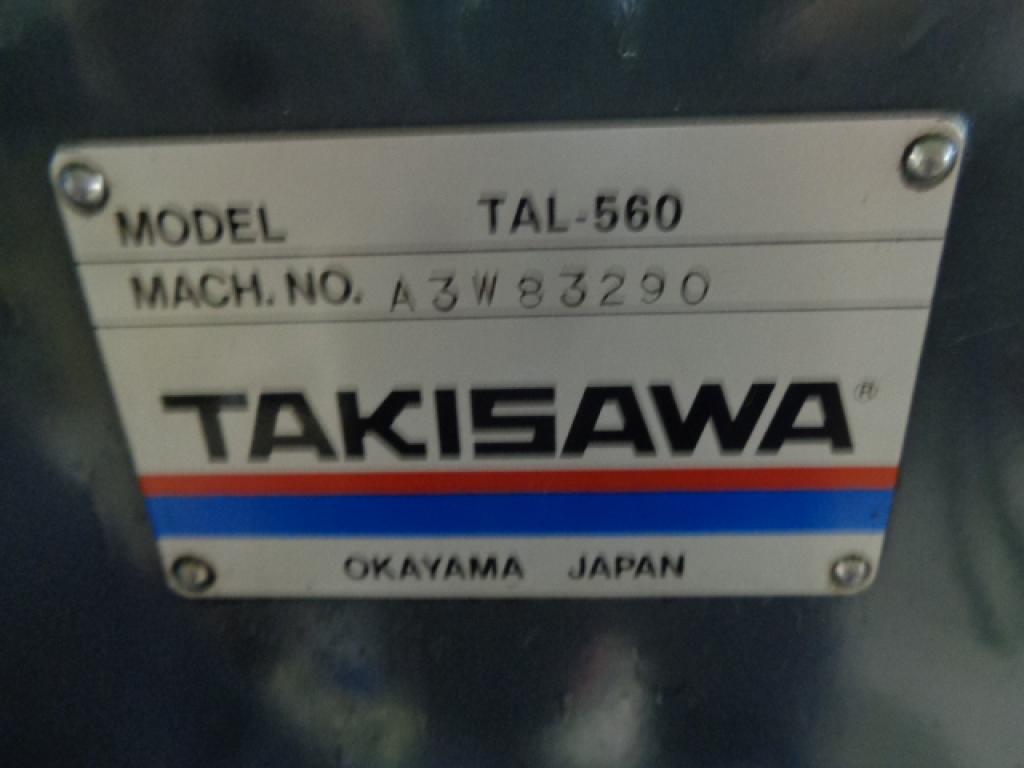 MODEL TAL-560
MACH. NO. A3W83290
TAKISAWA®
OKAYAMA JAPAN